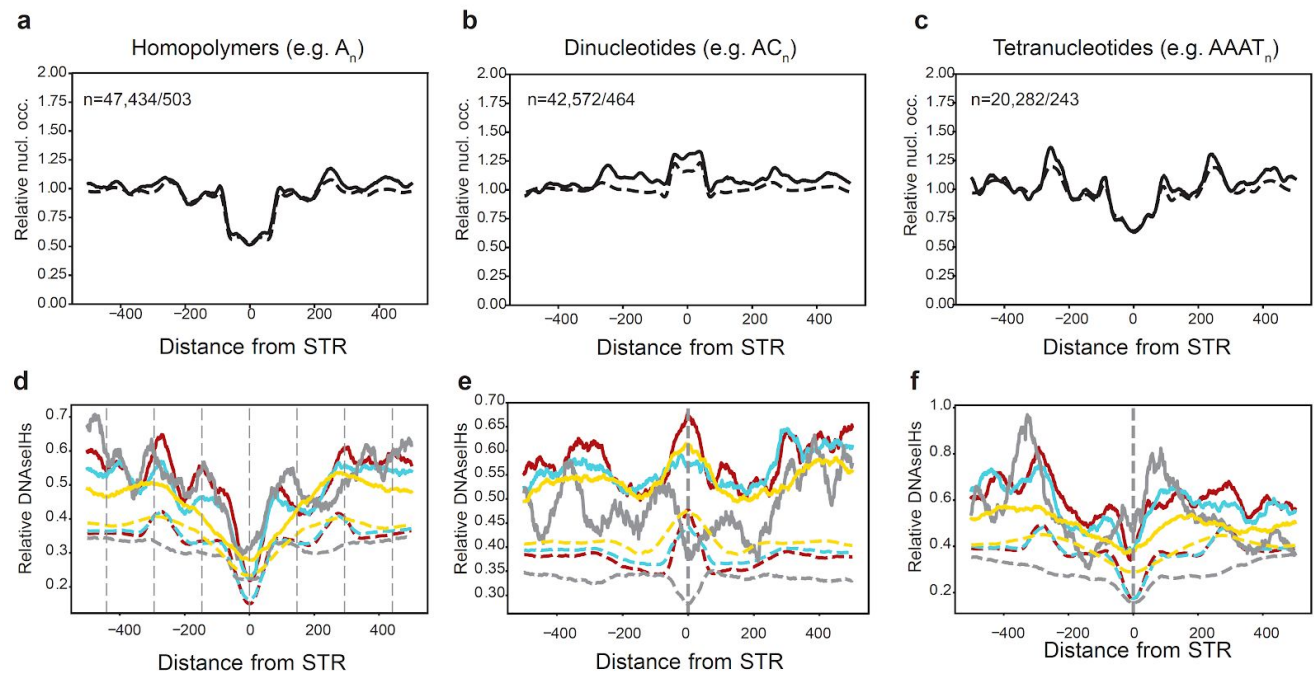 a
Homopolymers (e.g. Aₙ)
2.00
1.75
1.50
1.25
1.00
0.75
0.50
0.25
0.00
Relative nucl. occ.
n=47,434/503
−400 −200 0 200 400
Distance from STR
b
Dinucleotides (e.g. ACₙ)
2.00
1.75
1.50
1.25
1.00
0.75
0.50
0.25
0.00
Relative nucl. occ.
n=42,572/464
−400 −200 0 200 400
Distance from STR
c
Tetranucleotides (e.g. AAATₙ)
2.00
1.75
1.50
1.25
1.00
0.75
0.50
0.25
0.00
Relative nucl. occ.
n=20,282/243
−400 −200 0 200 400
Distance from STR
d
0.7
0.6
0.5
0.4
0.3
0.2
Relative DNAseIHs
−400 −200 0 200 400
Distance from STR
e
0.70
0.65
0.60
0.55
0.50
0.45
0.40
0.35
0.30
Relative DNAseIHs
−400 −200 0 200 400
Distance from STR
f
1.0
0.8
0.6
0.4
0.2
Relative DNAseIHs
−400 −200 0 200 400
Distance from STR